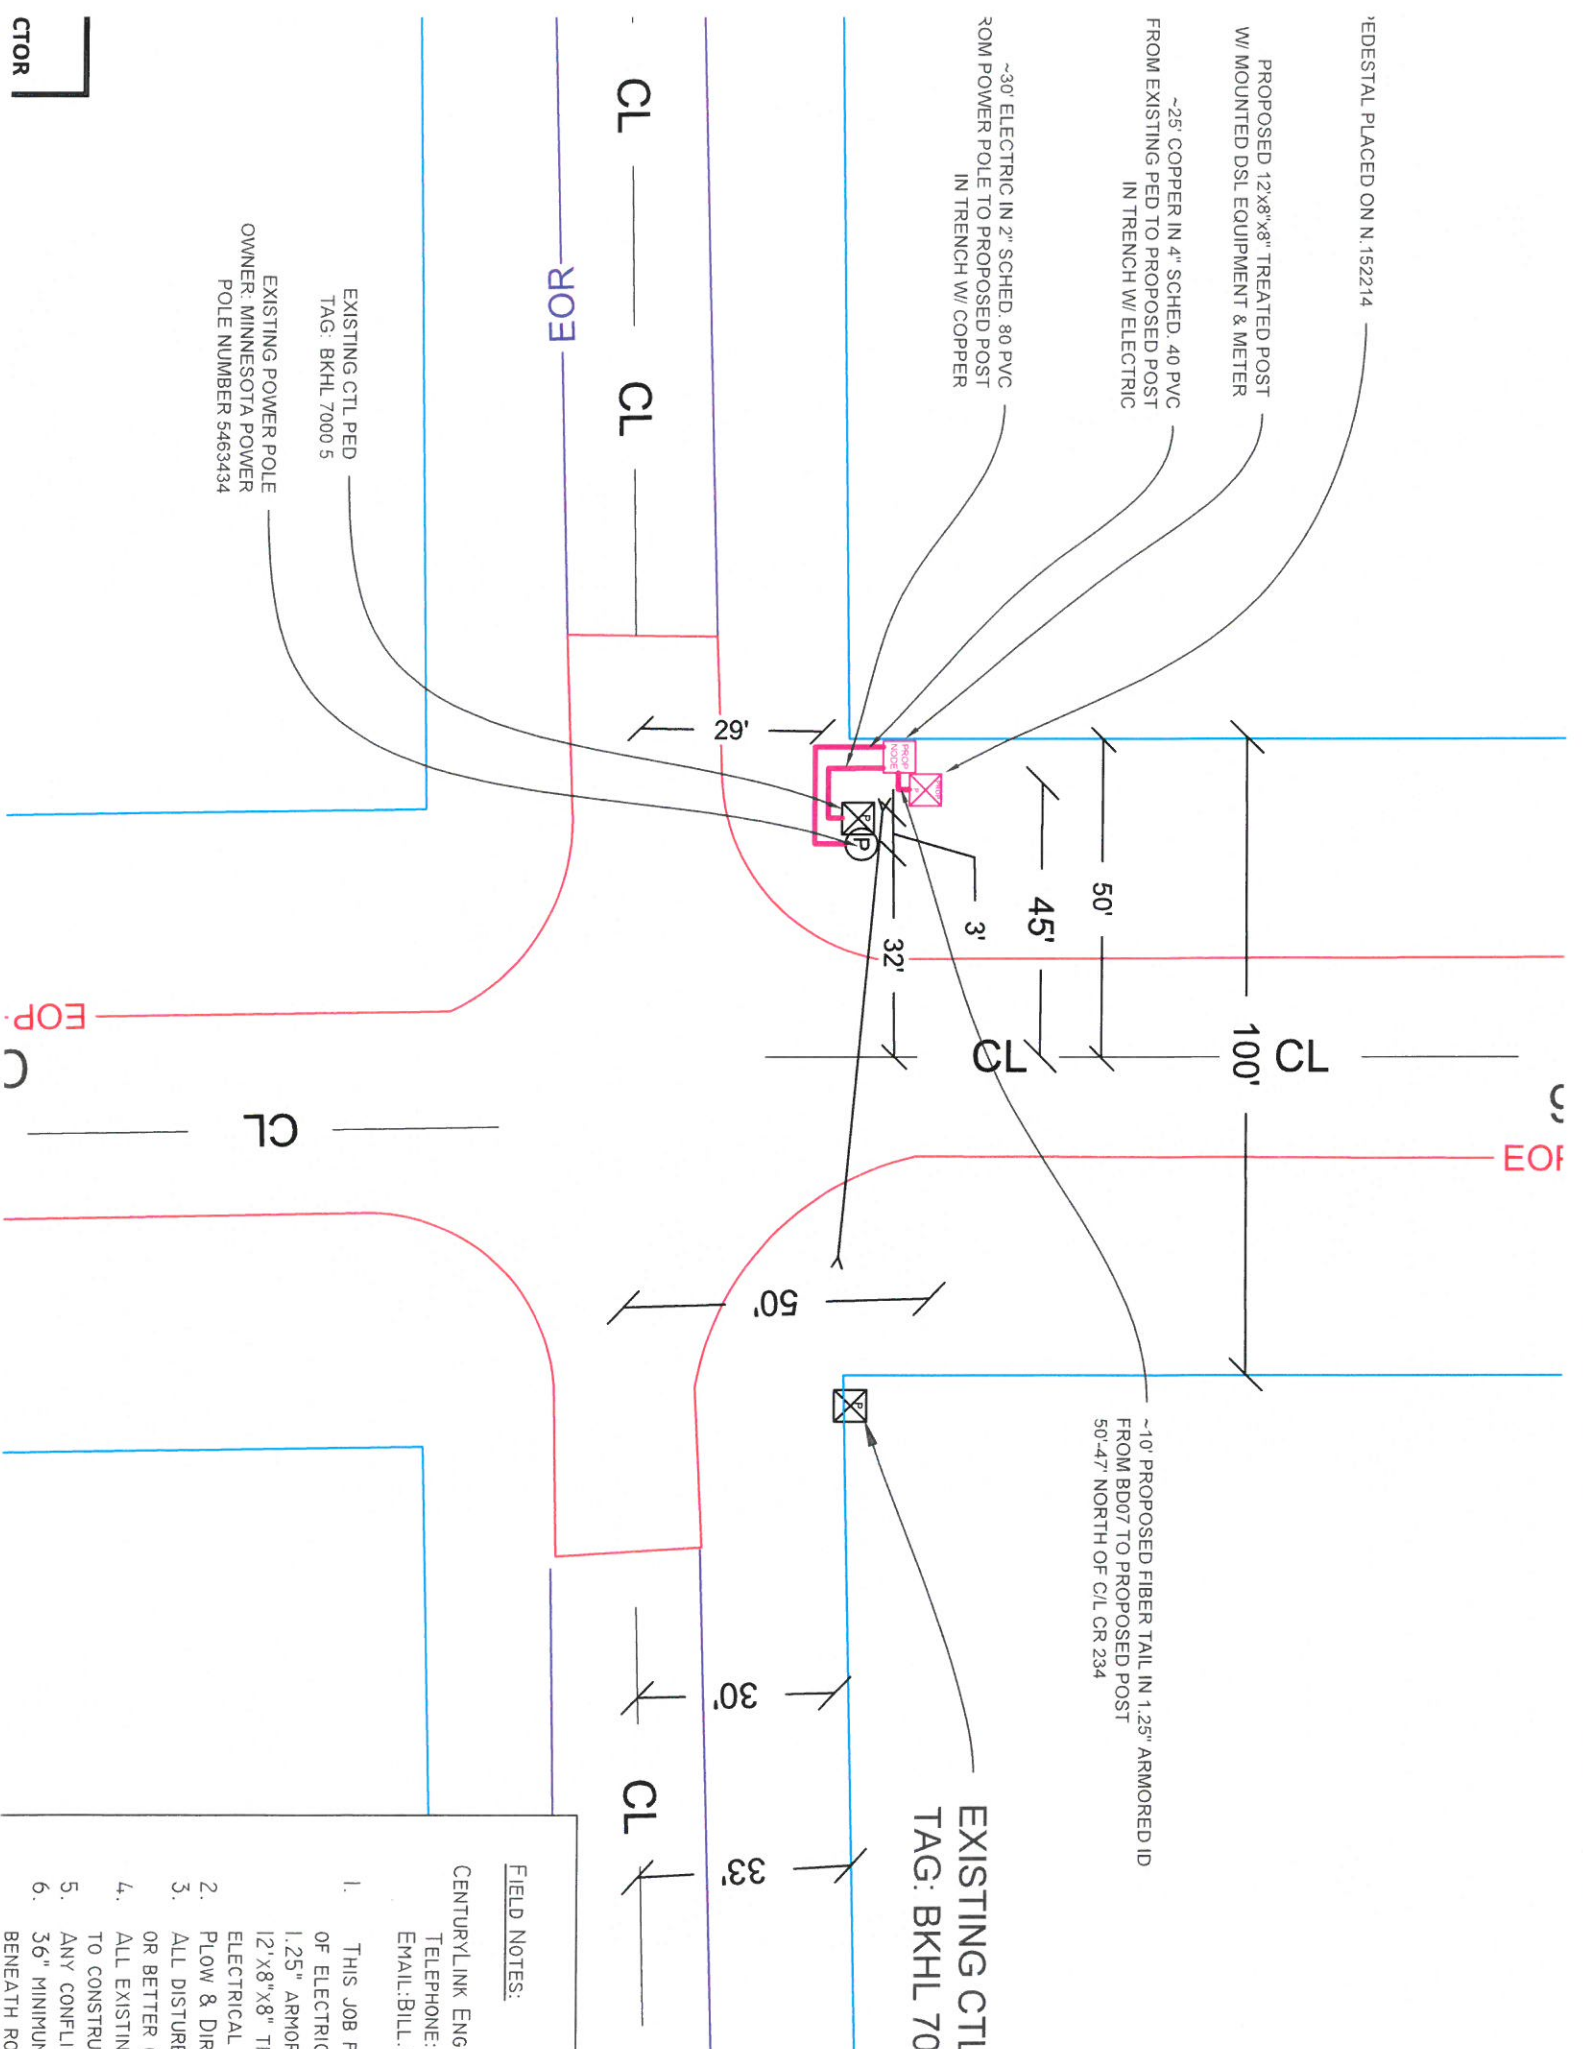 PEDESTAL PLACED ON N.152214
PROPOSED 12'x8"x8" TREATED POST
W/ MOUNTED DSL EQUIPMENT & METER
~25' COPPER IN 4" SCHED. 40 PVC
FROM EXISTING PED TO PROPOSED POST
IN TRENCH W/ ELECTRIC
~30' ELECTRIC IN 2" SCHED. 80 PVC
ROM POWER POLE TO PROPOSED POST
IN TRENCH W/ COPPER
CL
CL
EOR
EXISTING CTL PED
TAG: BKHL 7000 5
EXISTING POWER POLE
OWNER: MINNESOTA POWER
POLE NUMBER 5463434
CTOR
29'
PROP
NODE
P
P
P
3'
32'
45'
50'
100'
CL
CL
EOP
CL
EOP
50'
P
~10' PROPOSED FIBER TAIL IN 1.25" ARMORED ID
FROM BD07 TO PROPOSED POST
50'-47' NORTH OF C/L CR 234
EXISTING CTL
TAG: BKHL 70
30'
CL
33'
FIELD NOTES:
CENTURYLINK ENG
TELEPHONE:
EMAIL:BILL.
1. THIS JOB
OF ELECTRIC
1.25" ARMOR
12'X8"X8"
ELECTRICAL
2. PLOW & DIR
3. ALL DISTURB
OR BETTER
4. ALL EXISTIN
TO CONSTRU
5. ANY CONFLI
6. 36" MINIMUM
BENEATH RO